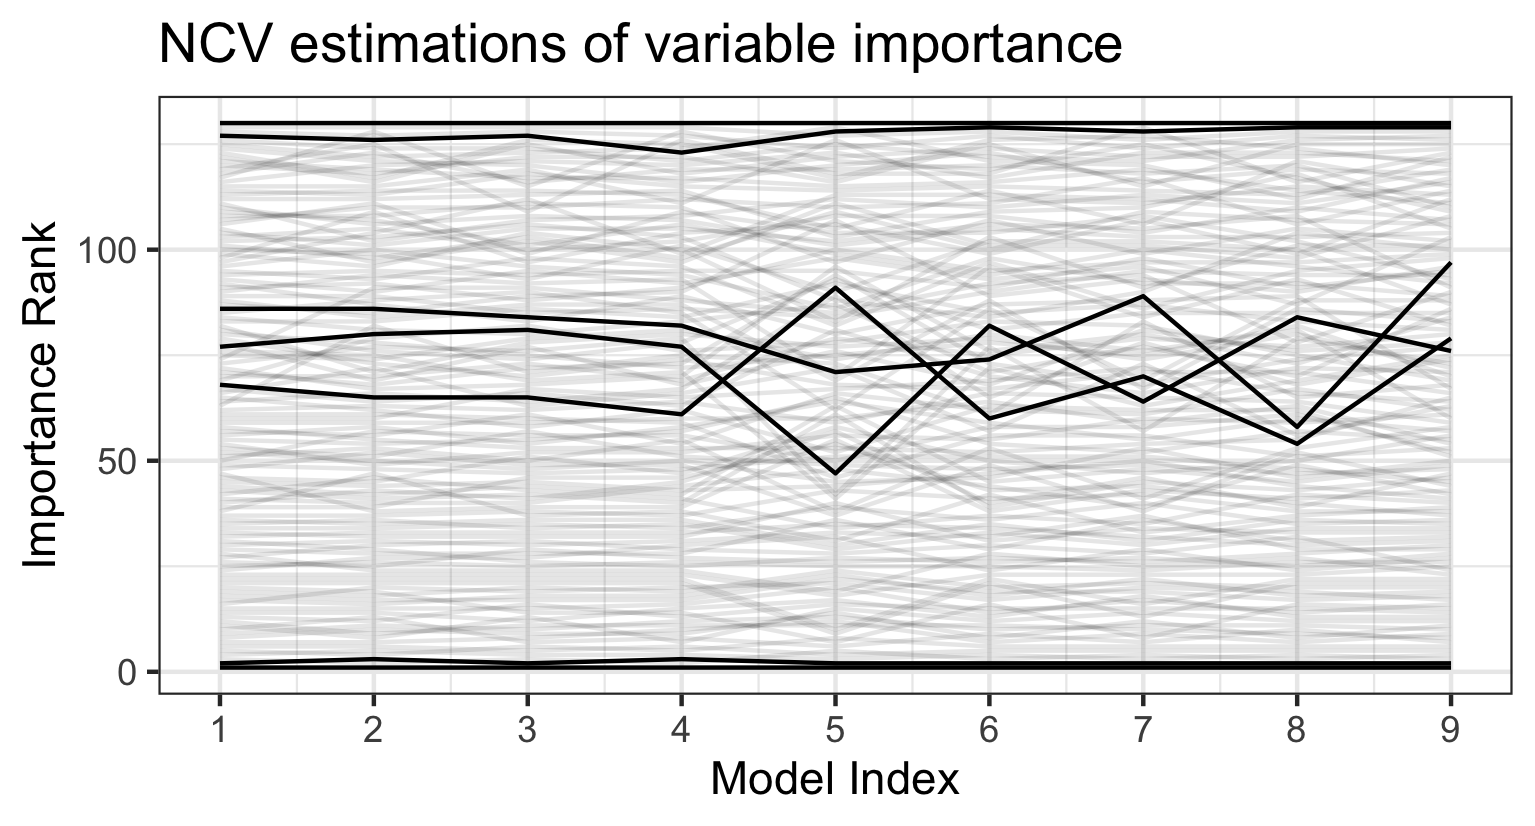 NCV estimations of variable importance
Importance Rank
100
50
0
1 2 3 4 5 6 7 8 9
Model Index